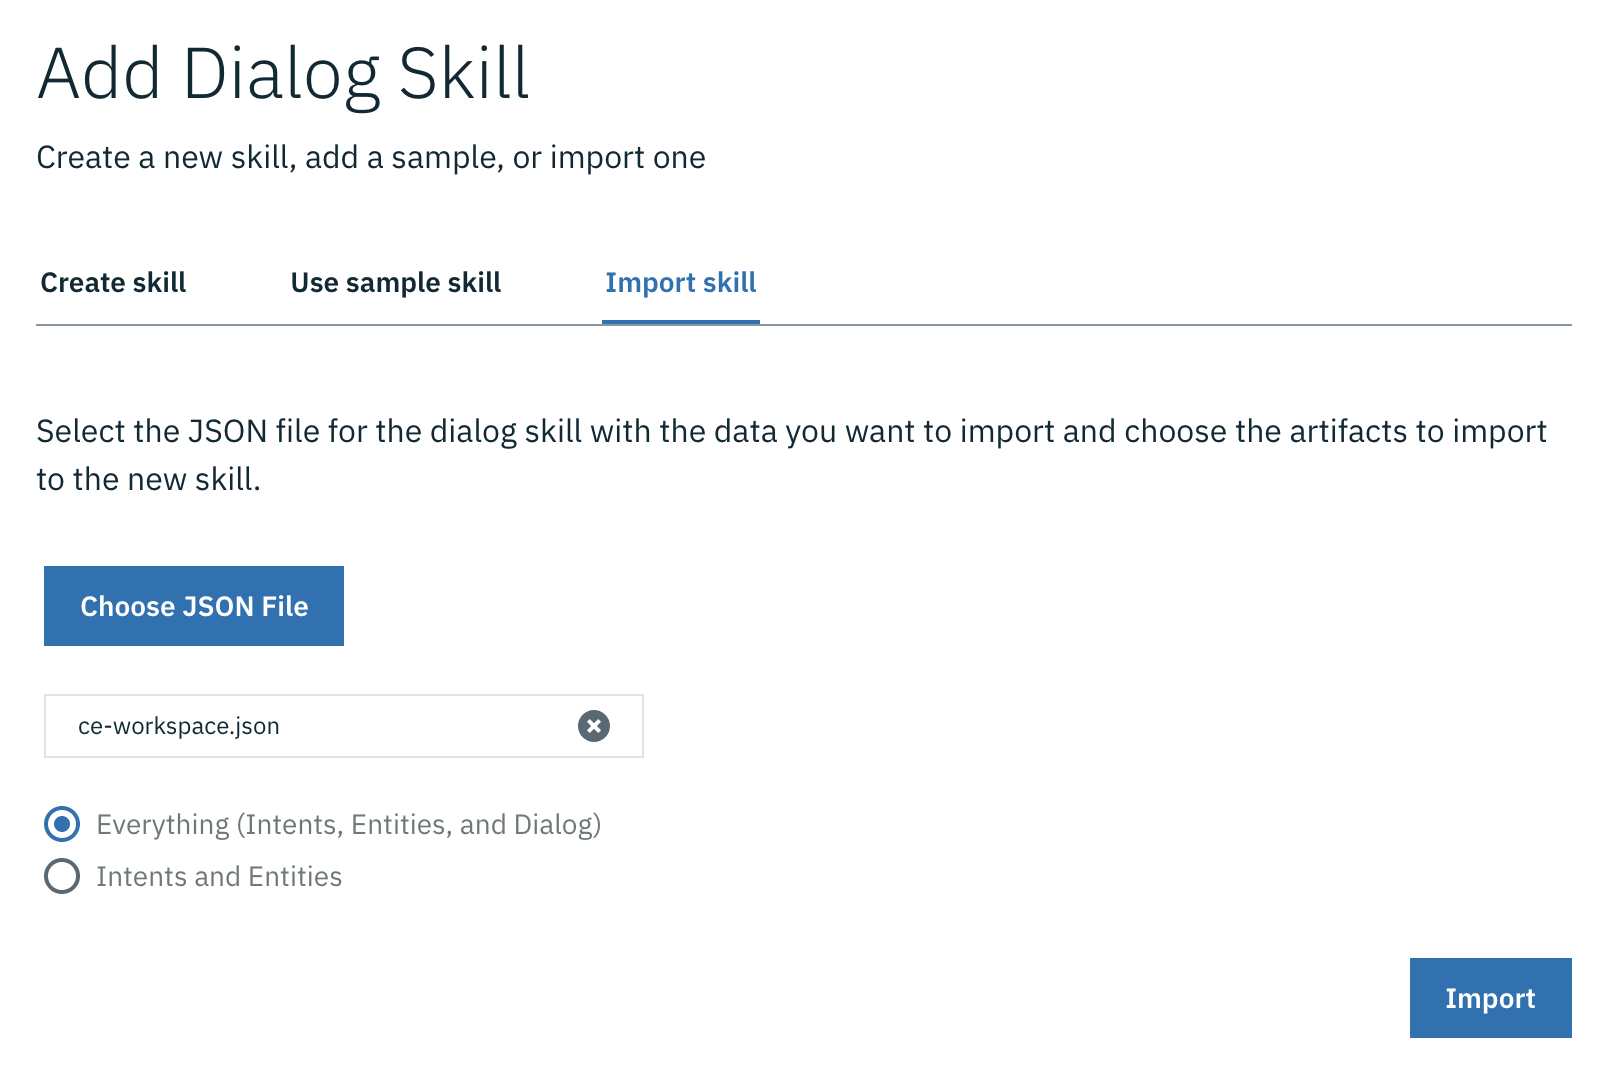 Add Dialog Skill
Create a new skill, add a sample, or import one
Create skill Use sample skill Import skill
Select the JSON file for the dialog skill with the data you want to import and choose the artifacts to import
to the new skill.
Choose JSON File
ce-workspace.json
Everything (Intents, Entities, and Dialog)
Intents and Entities
Import